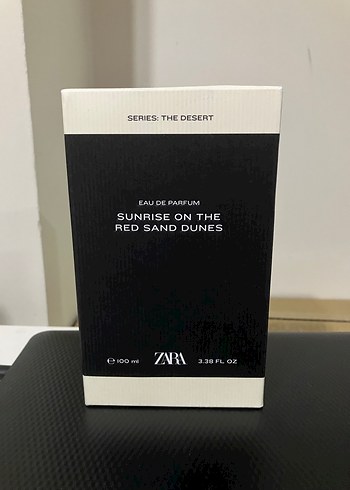 SERIES: THE DESERT
EAU DE PARFUM
SUNRISE ON THE
RED SAND DUNES
℮ 100 ml ZARA 3.38 FL. OZ